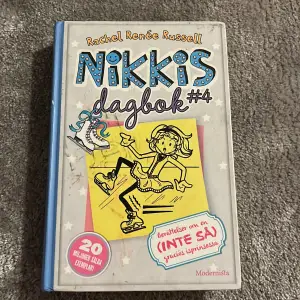 Rachel Renée Russell
NIKKIS
dagbok #4
berättelser om en
(INTE SÅ)
graciös isprinsessa
20
MILJONER SÅLDA
EXEMPLAR!
Modernista